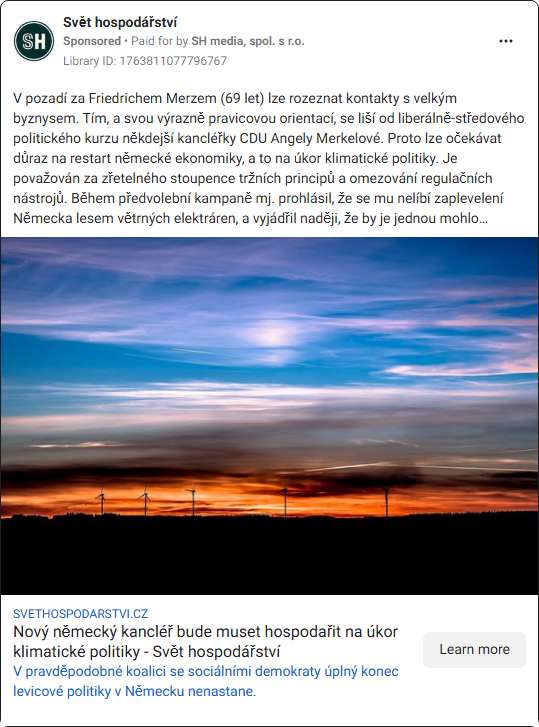 SH
Svět hospodářství
Sponsored • Paid for by SH media, spol. s r.o.
Library ID: 1763811077796767
V pozadí za Friedrichem Merzem (69 let) lze rozeznat kontakty s velkým
byznysem. Tím, a svou výrazně pravicovou orientací, se liší od liberálně-středového
politického kurzu někdejší kancléřky CDU Angely Merkelové. Proto lze očekávat
důraz na restart německé ekonomiky, a to na úkor klimatické politiky. Je
považován za zřetelného stoupence tržních principů a omezování regulačních
nástrojů. Během předvolební kampaně mj. prohlásil, že se mu nelíbí zaplevelení
Německa lesem větrných elektráren, a vyjádřil naději, že by je jednou mohlo…
SVETHOSPODARSTVI.CZ
Nový německý kancléř bude muset hospodařit na úkor
klimatické politiky - Svět hospodářství
Learn more
V pravděpodobné koalici se sociálními demokraty úplný konec
levicové politiky v Německu nenastane.